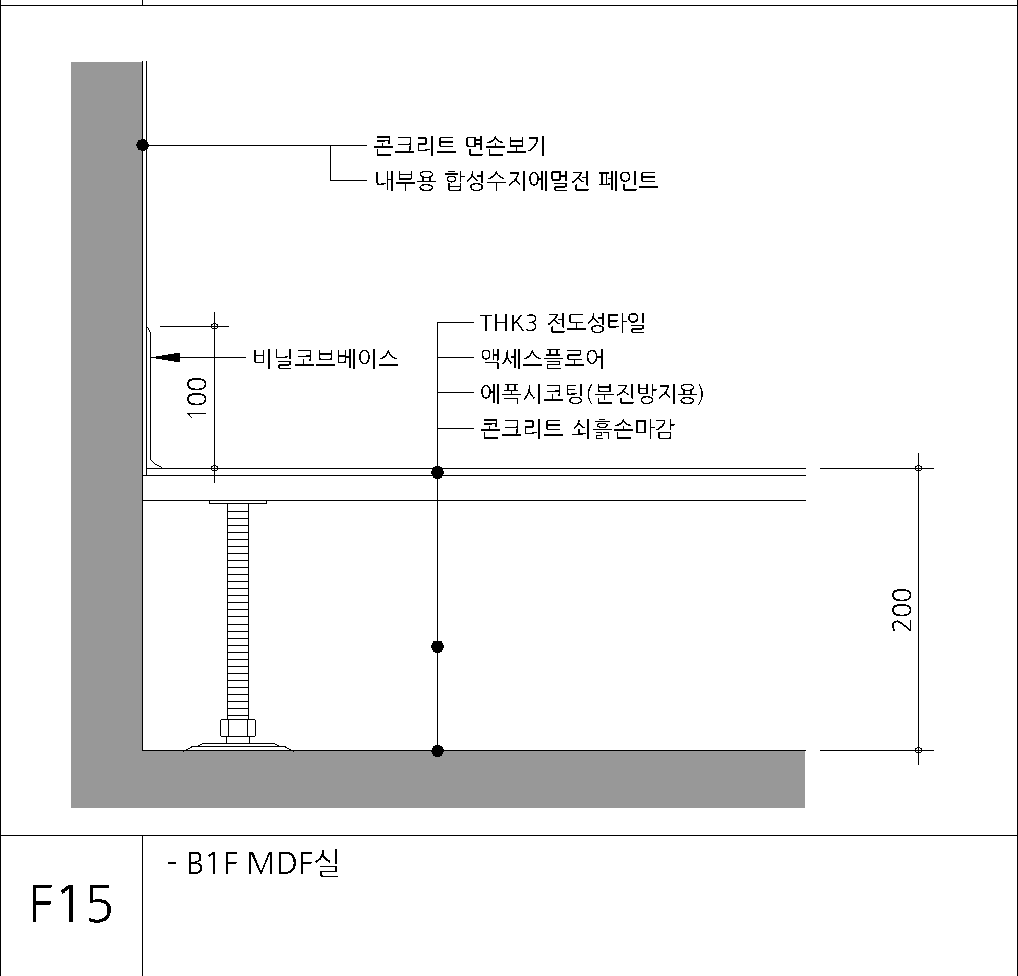 콘크리트 면손보기
내부용 합성수지에멀전 페인트
THK3 전도성타일
비닐코브베이스
액세스플로어
100
에폭시코팅(분진방지용)
콘크리트 쇠흙손마감
200
- B1F MDF실
F15